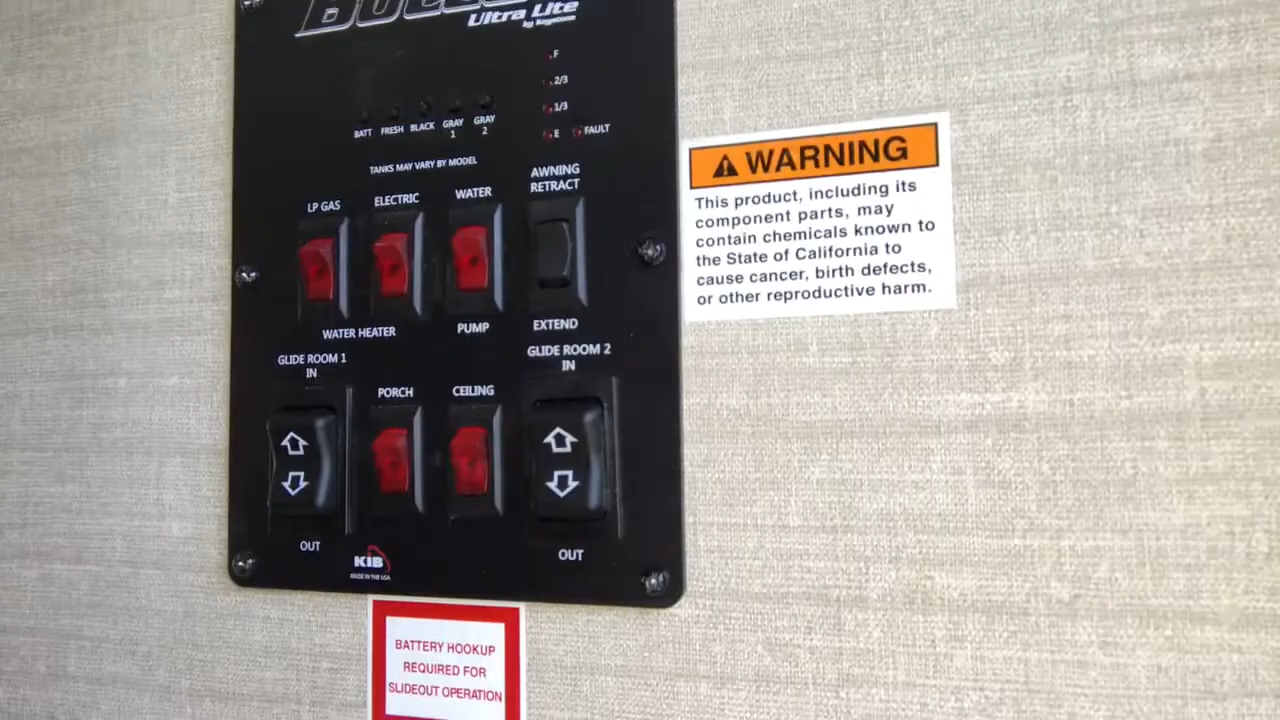 Ultra Lite
by Keystone
F
2/3
1/3
E FAULT
BATT FRESH BLACK GRAY 1 GRAY 2
TANKS MAY VARY BY MODEL
LP GAS ELECTRIC WATER AWNING RETRACT
WATER HEATER PUMP EXTEND
GLIDE ROOM 1
IN
GLIDE ROOM 2
IN
PORCH CEILING
OUT
OUT
KIB
MADE IN THE USA
WARNING
This product, including its
component parts, may
contain chemicals known to
the State of California to
cause cancer, birth defects,
or other reproductive harm.
BATTERY HOOKUP
REQUIRED FOR
SLIDEOUT OPERATION